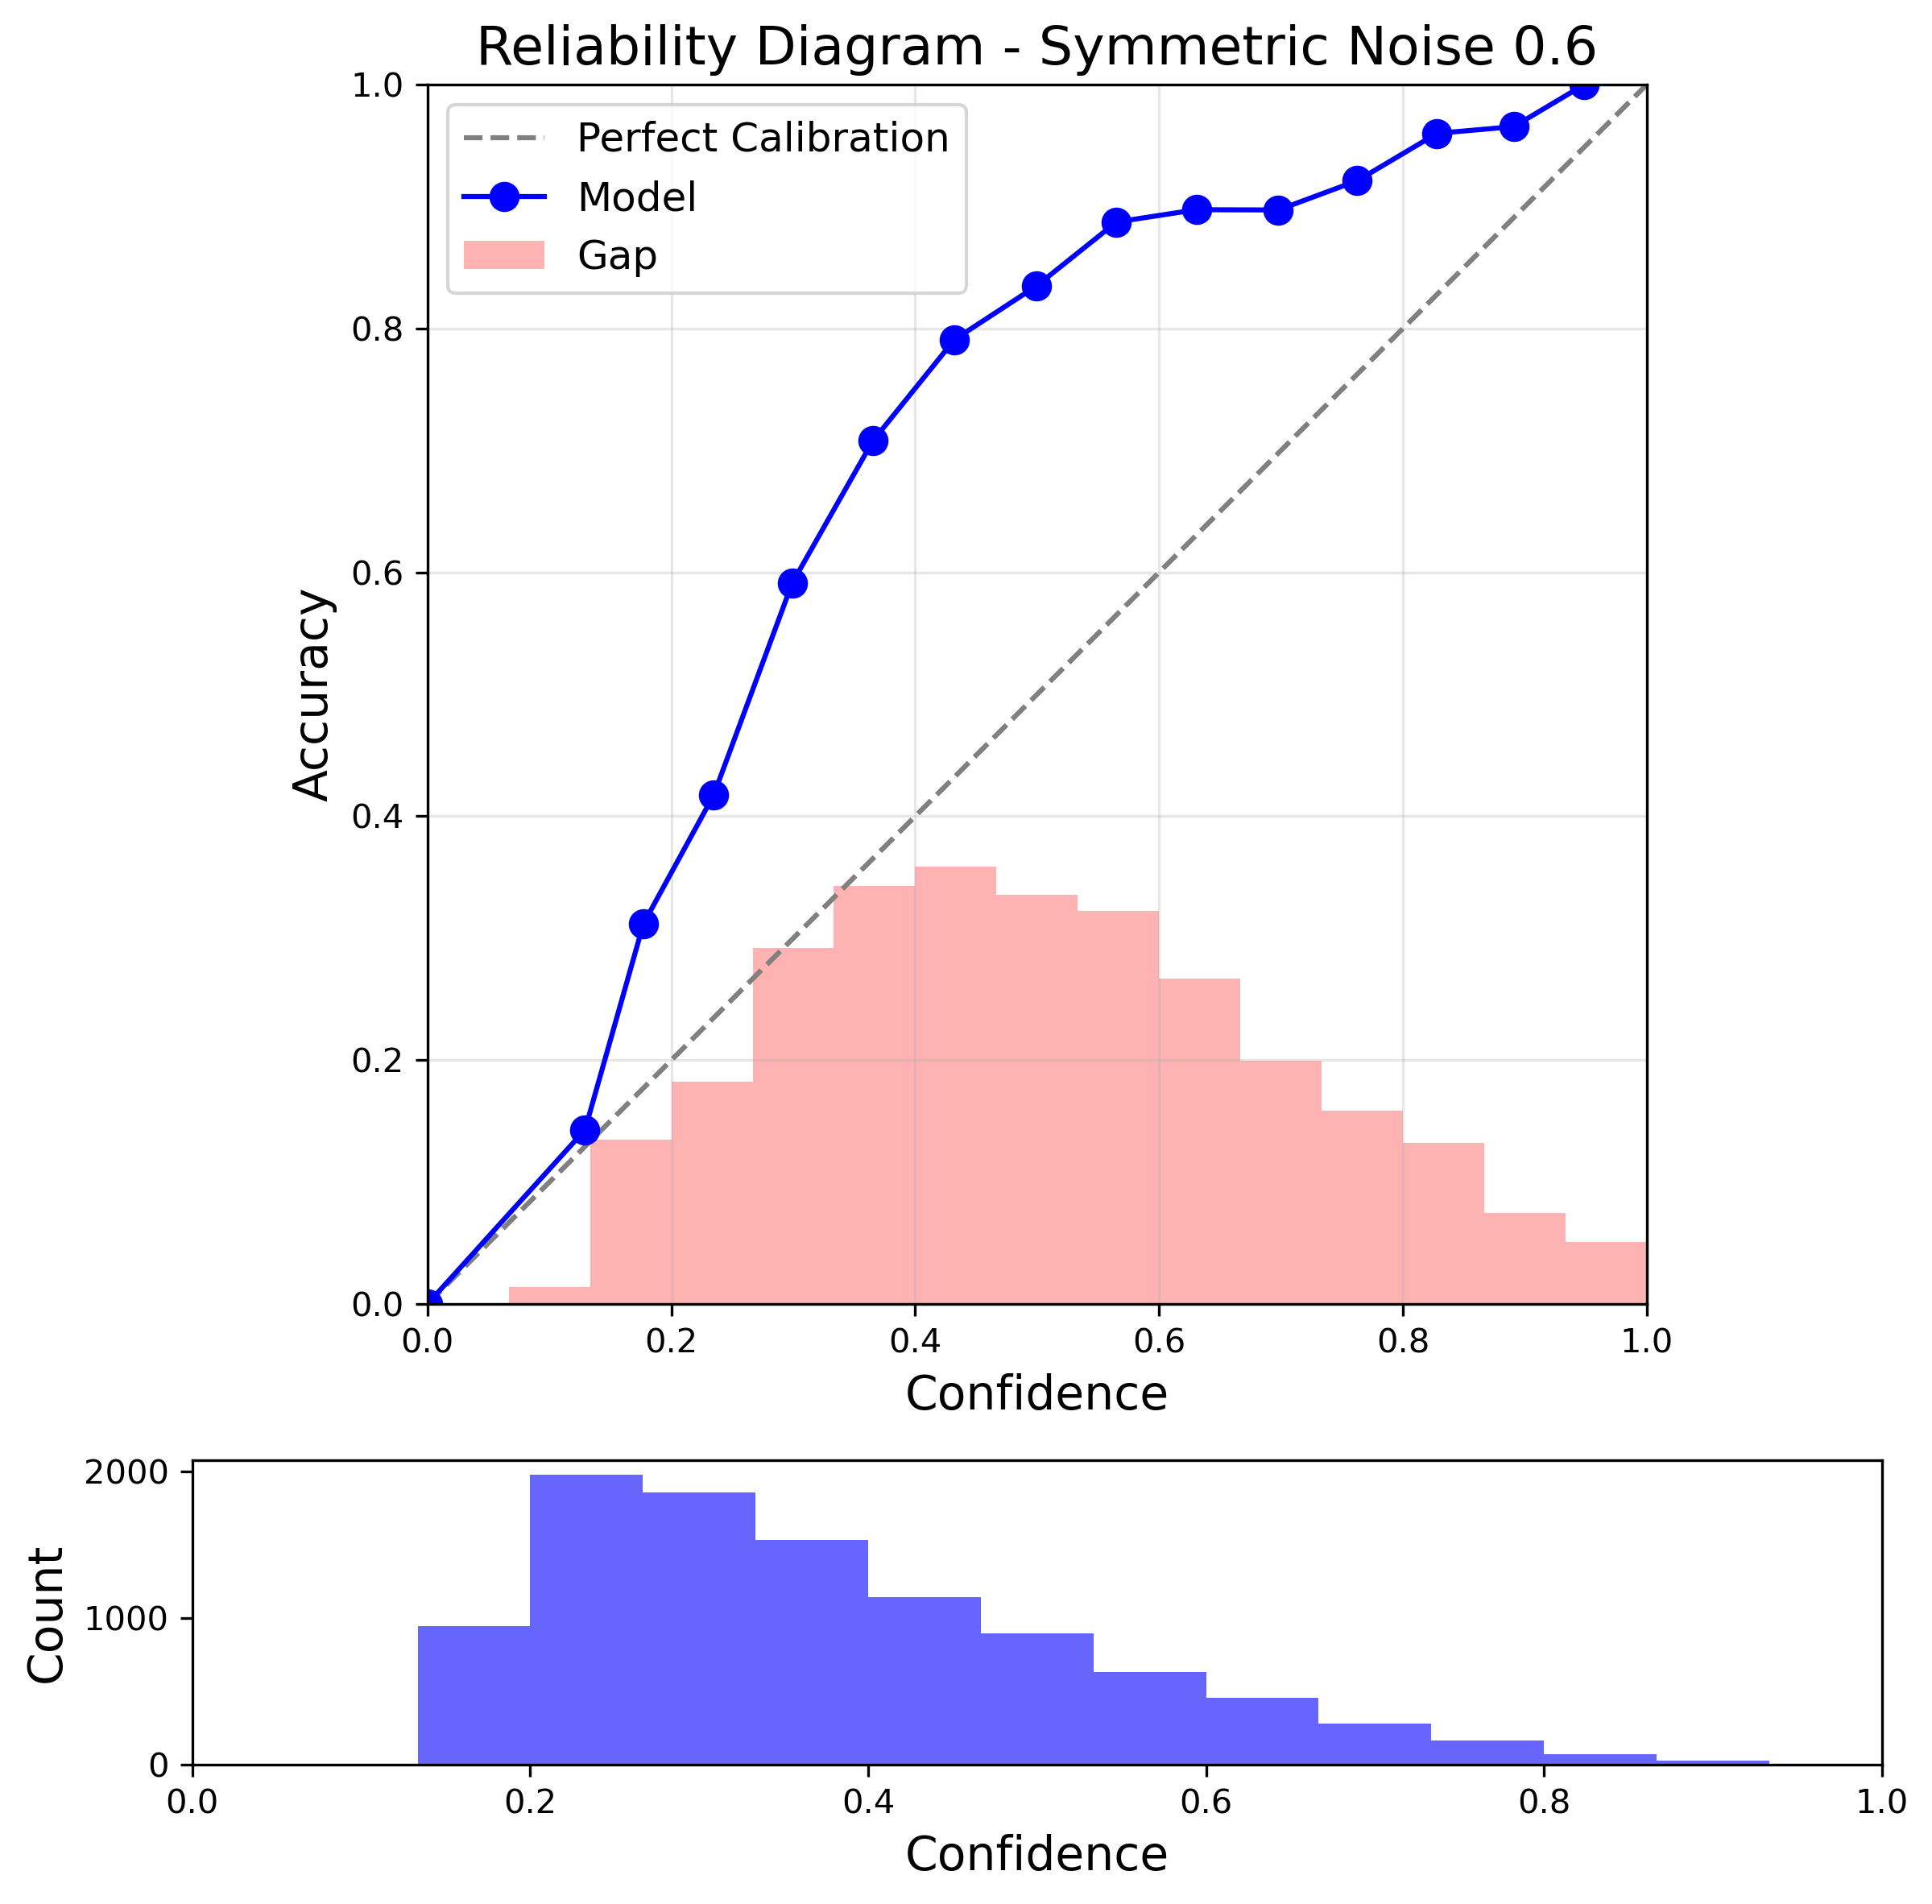 Reliability Diagram - Symmetric Noise 0.6
Perfect Calibration
Model
Gap
Accuracy
1.0
0.8
0.6
0.4
0.2
0.0
0.0 0.2 0.4 0.6 0.8 1.0
Confidence
Count
2000
1000
0
0.0 0.2 0.4 0.6 0.8 1.0
Confidence